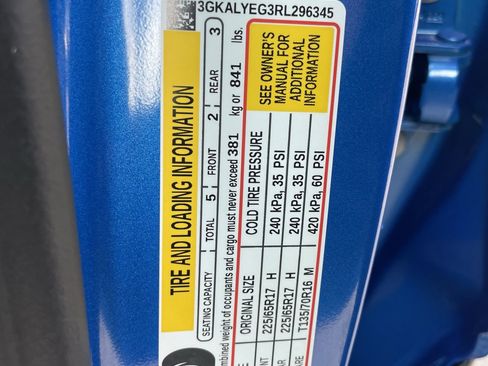 3GKALYEG3RL296345
TIRE AND LOADING INFORMATION
SEATING CAPACITY TOTAL 5 FRONT 2 REAR 3
combined weight of occupants and cargo must never exceed 381 kg or 841 lbs.
ORIGINAL SIZE COLD TIRE PRESSURE
225/65R17 H 240 kPa, 35 PSI
225/65R17 H 240 kPa, 35 PSI
T135/70R16 M 420 kPa, 60 PSI
SEE OWNER'S
MANUAL FOR
ADDITIONAL
INFORMATION